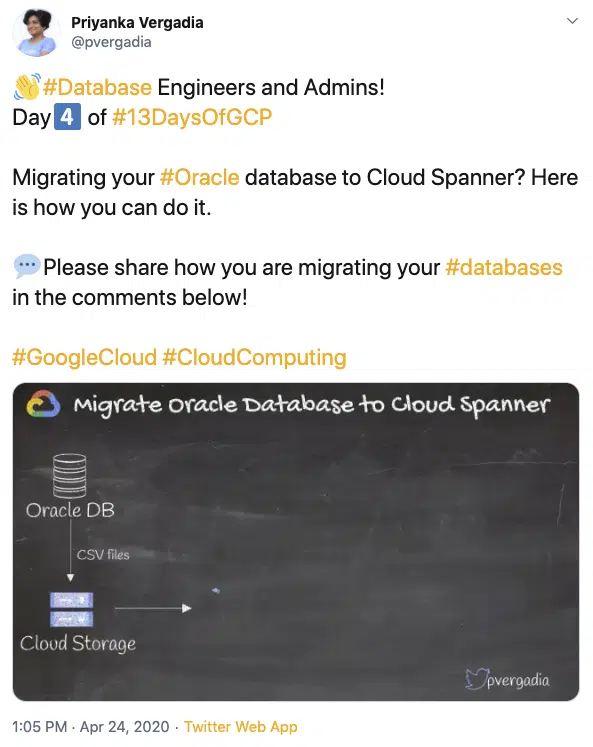 Priyanka Vergadia
@pvergadia
👋#Database Engineers and Admins!
Day 4️⃣ of #13DaysOfGCP
Migrating your #Oracle database to Cloud Spanner? Here
is how you can do it.
💬Please share how you are migrating your #databases
in the comments below!
#GoogleCloud #CloudComputing
Migrate Oracle Database to Cloud Spanner
Oracle DB
CSV files
Cloud Storage
pvergadia
1:05 PM · Apr 24, 2020 · Twitter Web App